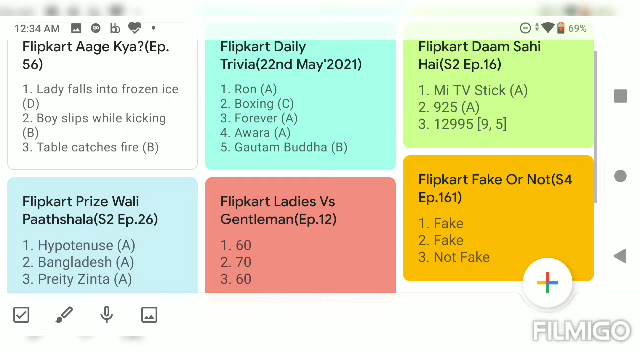 12:34 AM
69%
Flipkart Aage Kya?(Ep.
56)
1. Lady falls into frozen ice
(D)
2. Boy slips while kicking
(B)
3. Table catches fire (B)
Flipkart Daily
Trivia(22nd May'2021)
1. Ron (A)
2. Boxing (C)
3. Forever (A)
4. Awara (A)
5. Gautam Buddha (B)
Flipkart Daam Sahi
Hai(S2 Ep.16)
1. Mi TV Stick (A)
2. 925 (A)
3. 12995 [9, 5]
Flipkart Prize Wali
Paathshala(S2 Ep.26)
1. Hypotenuse (A)
2. Bangladesh (A)
3. Preity Zinta (A)
Flipkart Ladies Vs
Gentleman(Ep.12)
1. 60
2. 70
3. 60
Flipkart Fake Or Not(S4
Ep.161)
1. Fake
2. Fake
3. Not Fake
FILMIGO